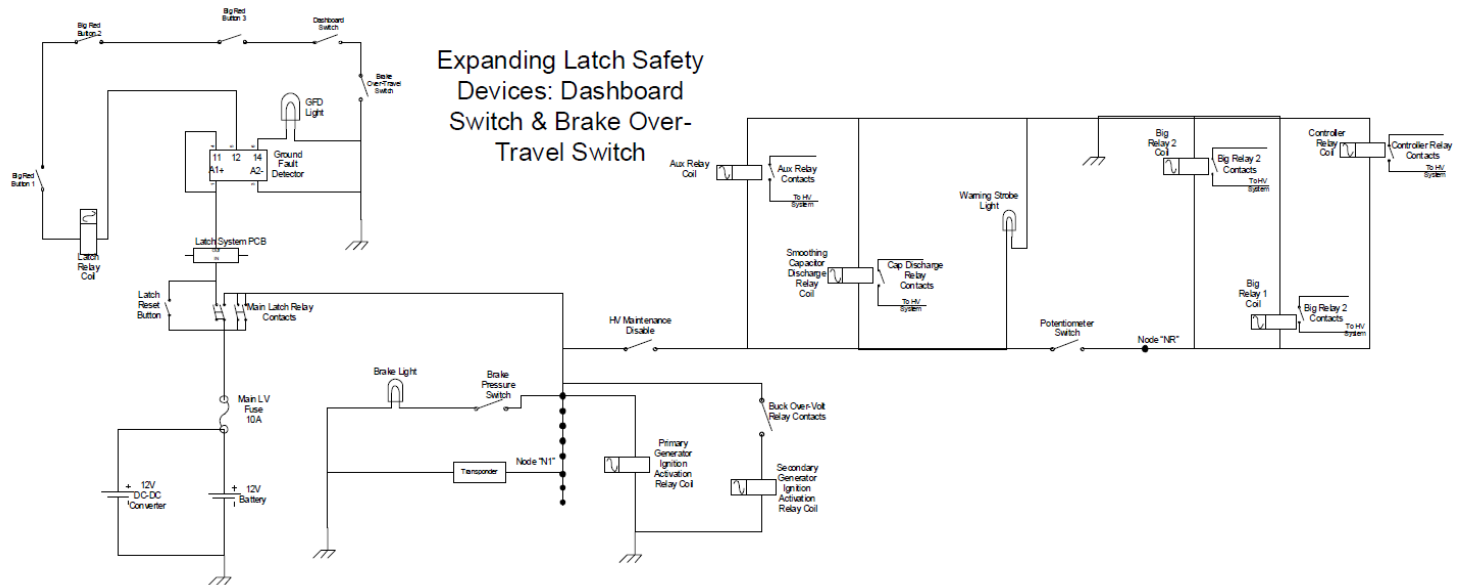 Expanding Latch Safety
Devices: Dashboard
Switch & Brake Over-
Travel Switch
Big Red
Button 2
Big Red
Button 3
Dashboard
Switch
Brake
Over-Travel
Switch
GFD
Light
11 12 14
A1+ A2-
Ground
Fault
Detector
Big Red
Button 1
Latch
Relay
Coil
Latch System PCB
IN
Latch
Reset
Button
Main Latch Relay
Contacts
Main LV
Fuse
10A
+
12V
DC-DC
Converter
+
12V
Battery
Brake Light
Brake
Pressure
Switch
Transponder
Node "N1"
Primary
Generator
Ignition
Activation
Relay Coil
Buck Over-Volt
Relay Contacts
Secondary
Generator
Ignition
Activation
Relay Coil
HV Maintenance
Disable
Aux Relay
Coil
Aux Relay
Contacts
To HV
System
Smoothing
Capacitor
Discharge
Relay
Coil
Cap Discharge
Relay
Contacts
To HV
System
Warning Strobe
Light
Potentiometer
Switch
Node "NR"
Big
Relay 2
Coil
Big Relay 2
Contacts
To HV
System
Controller
Relay
Coil
Controller Relay
Contacts
To HV
System
Big
Relay 1
Coil
Big Relay 2
Contacts
To HV
System